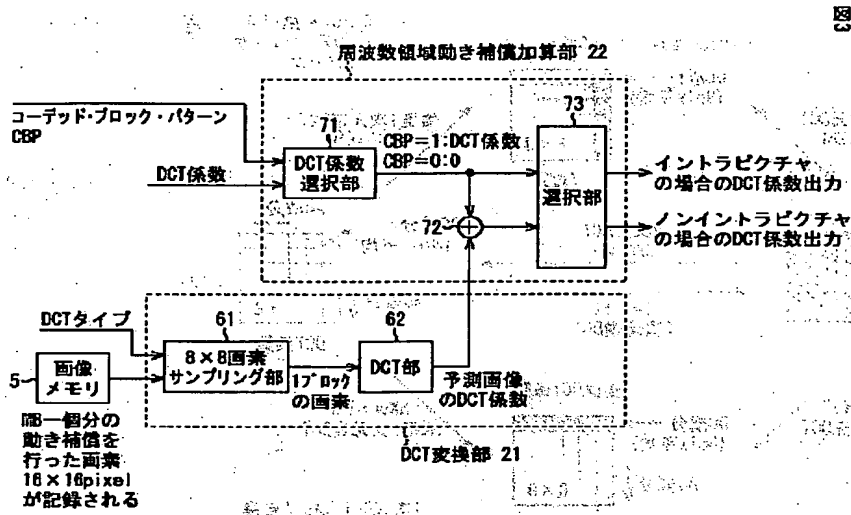 図3
周波数領域動き補償加算部 22
コーデッド・ブロック・パターン
CBP
DCT係数
71
DCT係数
選択部
CBP=1:DCT係数
CBP=0:0
73
選択部
イントラピクチャ
の場合のDCT係数出力
ノンイントラピクチャ
の場合のDCT係数出力
72
DCTタイプ
61
8×8画素
サンプリング部
62
DCT部
5
画像
メモリ
1ブロック
の画素
予測画像
のDCT係数
MB一個分の
動き補償を
行った画素
16×16pixel
が記録される
DCT変換部 21